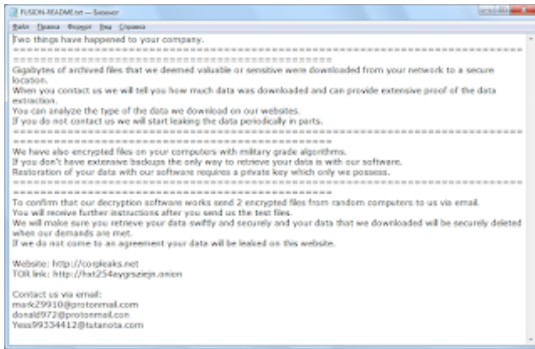 FUSION-README.txt — Блокнот
Файл Правка Формат Вид Справка
Two things have happened to your company.
==========================================================================
==============================================
Gigabytes of archived files that we deemed valuable or sensitive were downloaded from your network to a secure
location.
When you contact us we will tell you how much data was downloaded and can provide extensive proof of the data
extraction.
You can analyze the type of the data we download on our websites.
If you do not contact us we will start leaking the data periodically in parts.
==========================================================================
==============================================
We have also encrypted files on your computers with military grade algorithms.
If you don't have extensive backups the only way to retrieve your data is with our software.
Restoration of your data with our software requires a private key which only we possess.
==========================================================================
==============================================
To confirm that our decryption software works send 2 encrypted files from random computers to us via email.
You will receive further instructions after you send us the test files.
We will make sure you retrieve your data swiftly and securely and your data that we downloaded will be securely deleted
when our demands are met.
If we do not come to an agreement your data will be leaked on this website.
Website: http://corpleaks.net
TOR link: http://hxt254aygrsziejn.onion
Contact us via email:
mark29910@protonmail.com
donald972@protonmail.com
Yess99334412@tutanota.com